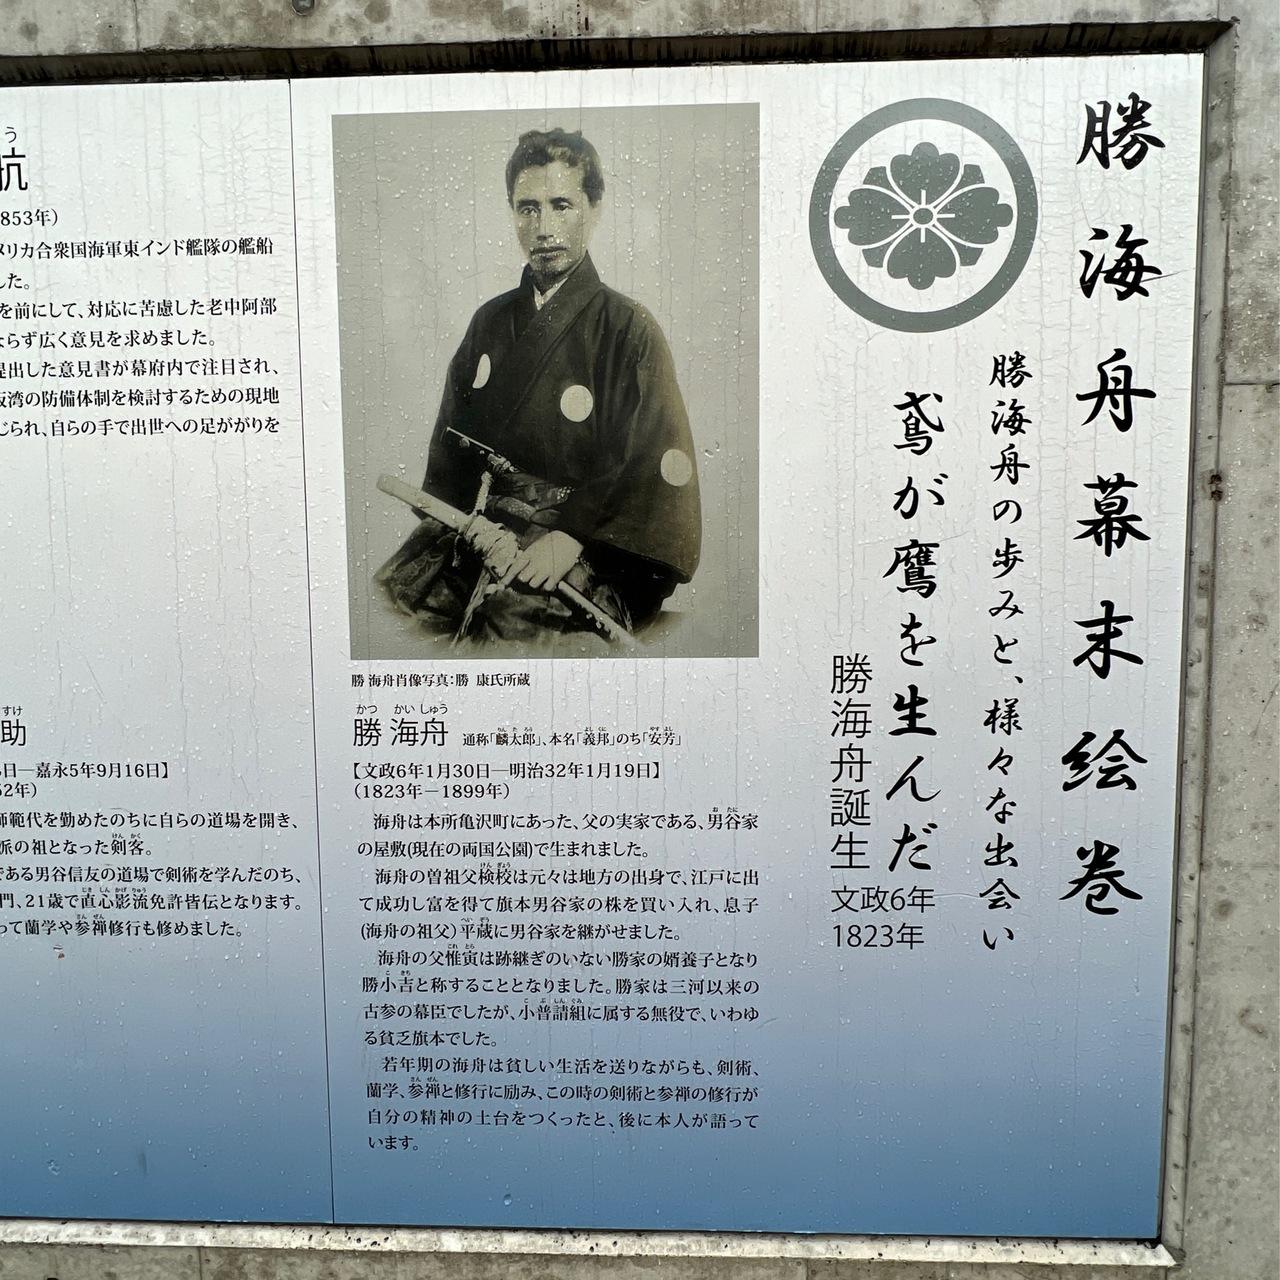 勝海舟幕末絵巻
勝海舟の歩みと、様々な出会い
鳶が鷹を生んだ
勝海舟誕生
文政6年
1823年
勝 海舟肖像写真：勝 康氏所蔵
かつ かい しゅう
勝 海舟 通称「麟太郎」、本名「義邦」のち「安芳」
【文政6年1月30日―明治32年1月19日】
（1823年－1899年）
海舟は本所亀沢町にあった、父の実家である、男谷家
の屋敷(現在の両国公園)で生まれました。
海舟の曽祖父検校は元々は地方の出身で、江戸に出
て成功し富を得て旗本男谷家の株を買い入れ、息子
(海舟の祖父)平蔵に男谷家を継がせました。
海舟の父惟寅は跡継ぎのいない勝家の婿養子となり
勝小吉と称することとなりました。勝家は三河以来の
古参の幕臣でしたが、小普請組に属する無役で、いわゆ
る貧乏旗本でした。
若年期の海舟は貧しい生活を送りながらも、剣術、
蘭学、参禅と修行に励み、この時の剣術と参禅の修行が
自分の精神の土台をつくったと、後に本人が語って
います。
う
航
853年）
メリカ合衆国海軍東インド艦隊の艦船
した。
を前にして、対応に苦慮した老中阿部
ならず広く意見を求めました。
提出した意見書が幕府内で注目され、
阪湾の防備体制を検討するための現地
じられ、自らの手で出世への足がかりを
すけ
助
日―嘉永5年9月16日】
52年）
師範代を勤めたのちに自らの道場を開き、
派の祖となった剣客。
である男谷信友の道場で剣術を学んだのち、
門、21歳で直心影流免許皆伝となります。
って蘭学や参禅修行も修めました。